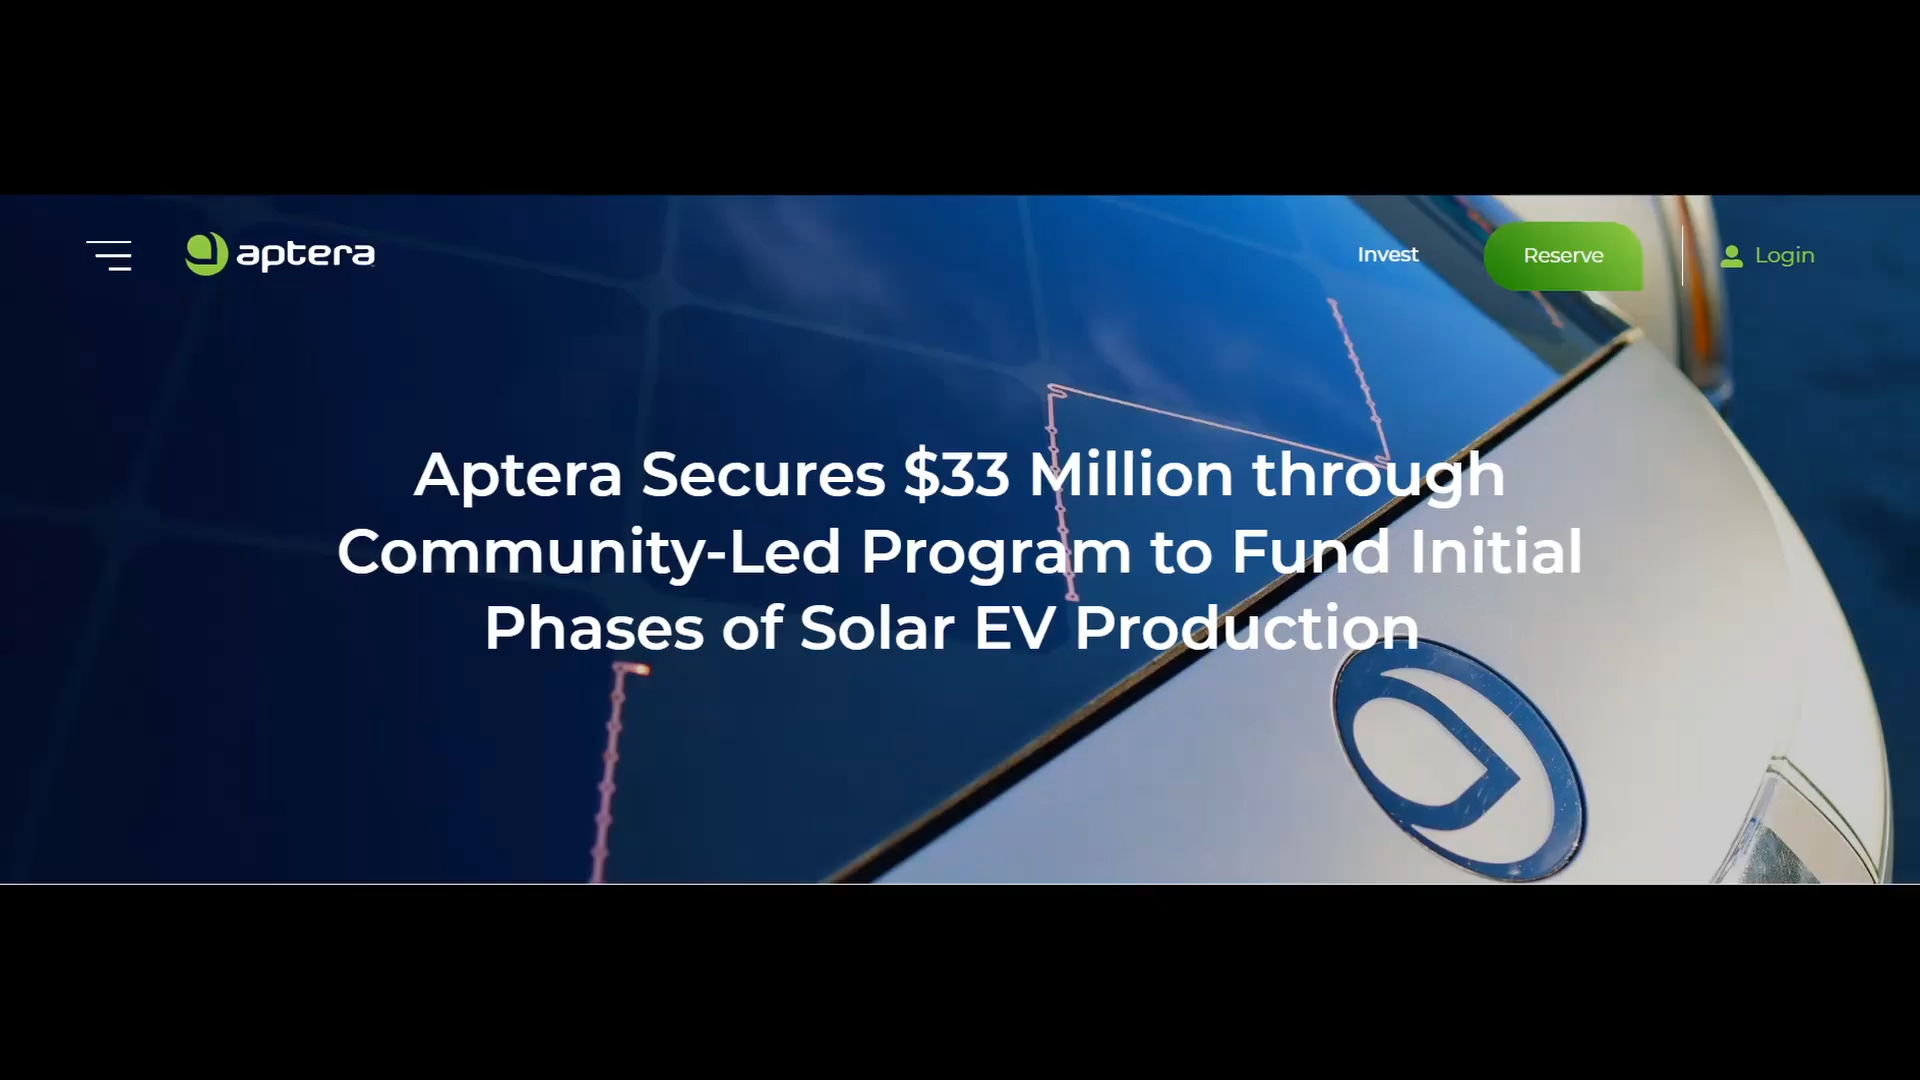 aptera
Invest
Reserve
Login
Aptera Secures $33 Million through
Community-Led Program to Fund Initial
Phases of Solar EV Production